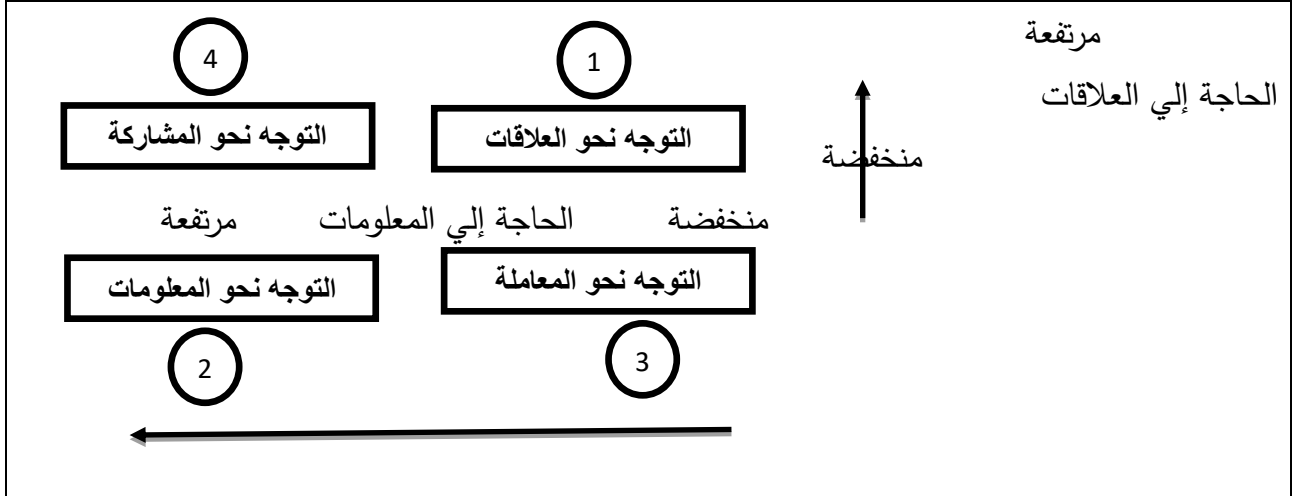 مرتفعة
الحاجة إلي العلاقات
1
4
التوجه نحو العلاقات
التوجه نحو المشاركة
منخفضة
منخفضة الحاجة إلي المعلومات مرتفعة
التوجه نحو المعاملة
التوجه نحو المعلومات
3
2